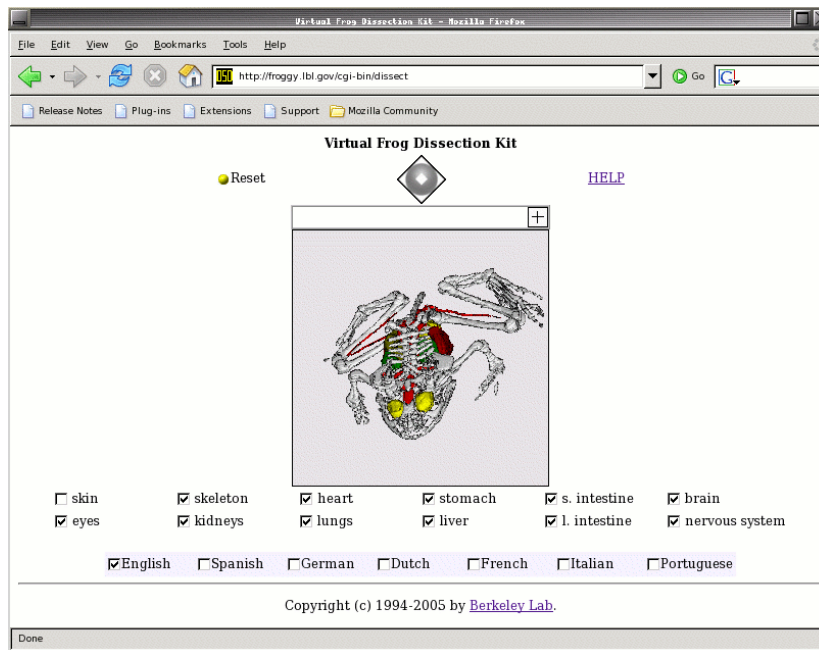 Virtual Frog Dissection Kit - Mozilla Firefox
File Edit View Go Bookmarks Tools Help
http://froggy.lbl.gov/cgi-bin/dissect Go G
Release Notes Plug-ins Extensions Support Mozilla Community
Virtual Frog Dissection Kit
Reset HELP
skin skeleton heart stomach s. intestine brain
eyes kidneys lungs liver l. intestine nervous system
English Spanish German Dutch French Italian Portuguese
Copyright (c) 1994-2005 by Berkeley Lab.
Done